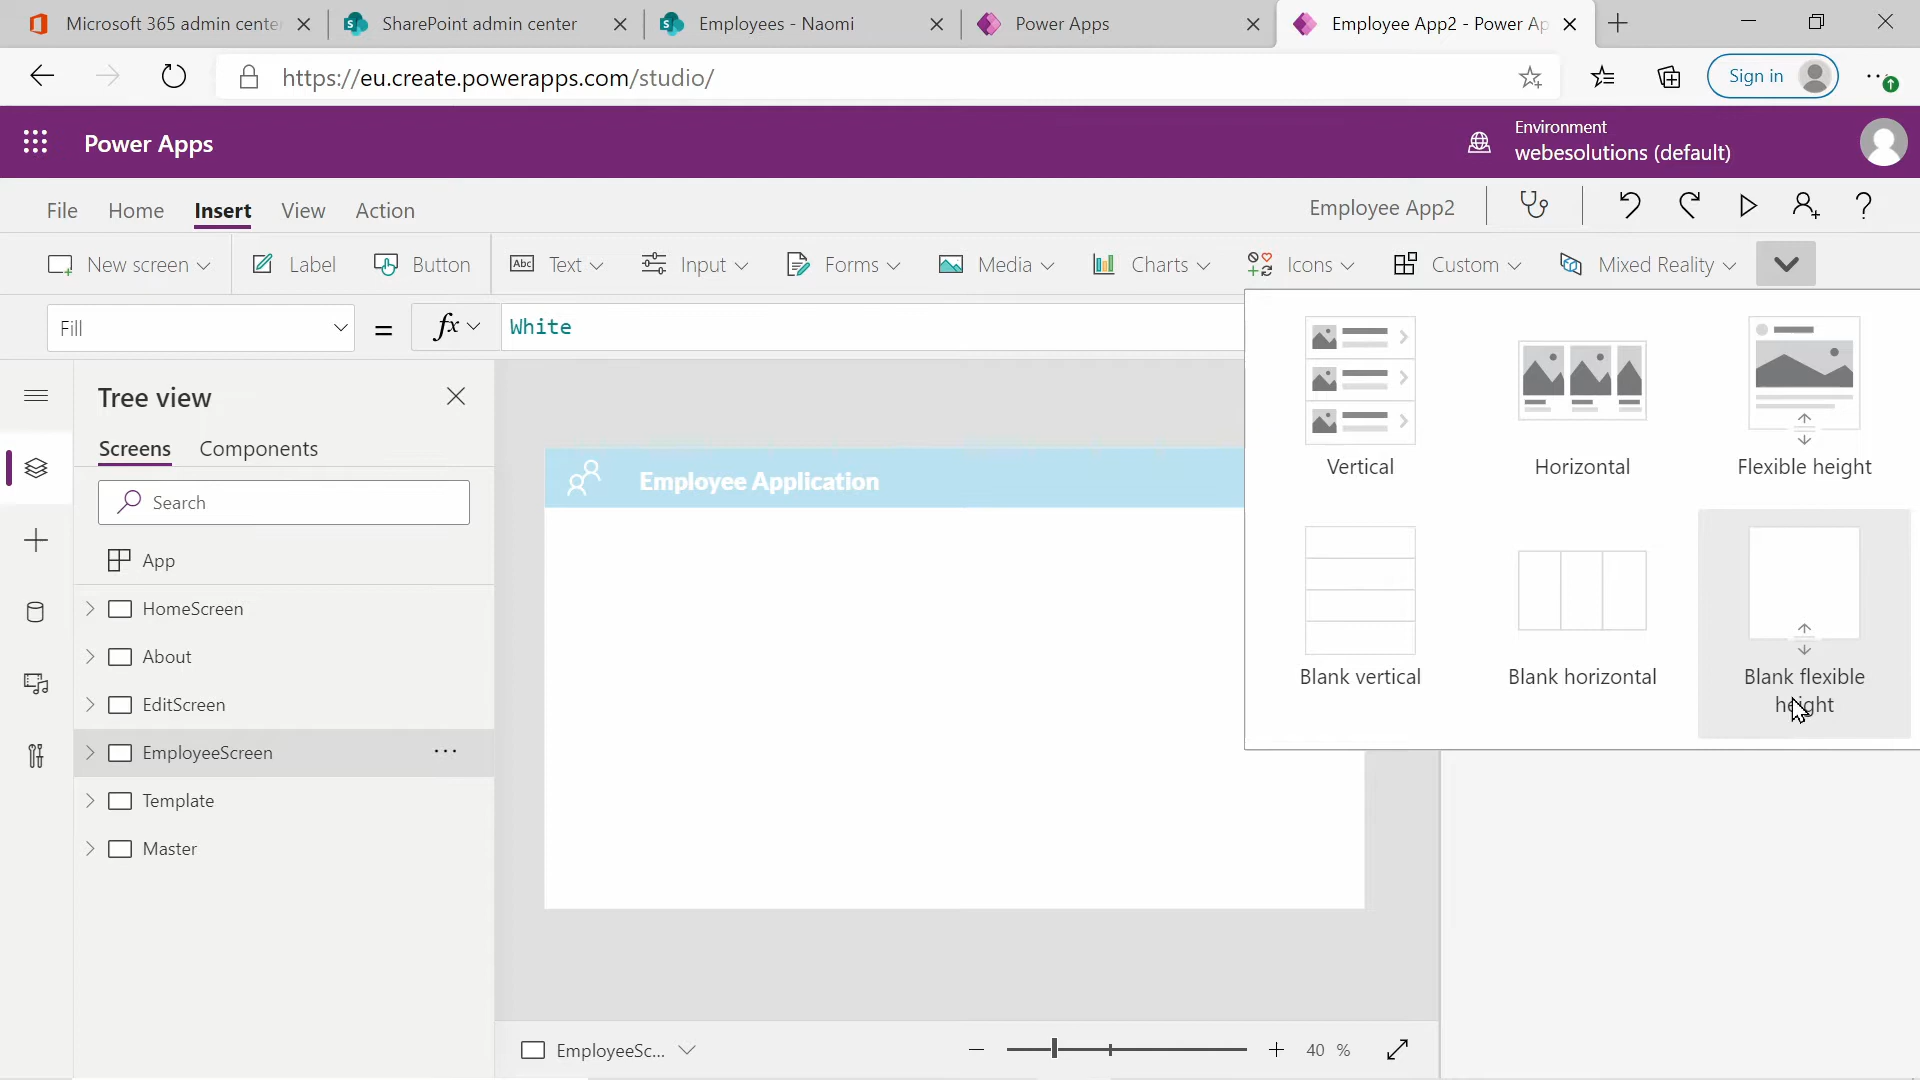 Microsoft 365 admin cente
SharePoint admin center
Employees - Naomi
Power Apps
Employee App2 - Power Ap
https://eu.create.powerapps.com/studio/
Sign in
Power Apps
Environment
webesolutions (default)
File
Home
Insert
View
Action
Employee App2
New screen
Label
Button
Abc
Text
Input
Forms
Media
Charts
Icons
Custom
Mixed Reality
Fill
=
fx
White
Tree view
Screens
Components
Search
App
HomeScreen
About
EditScreen
EmployeeScreen
Template
Master
Employee Application
Vertical
Horizontal
Flexible height
Blank vertical
Blank horizontal
Blank flexible
height
EmployeeSc...
40 %